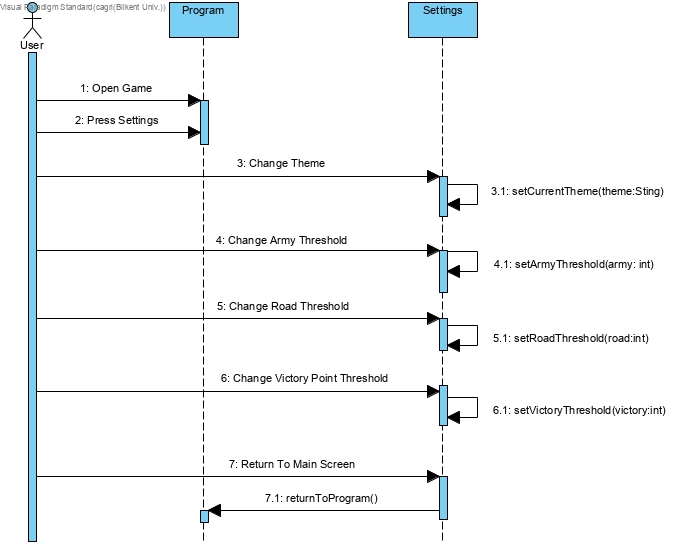 Visual Paradigm Standard(cagri(Bilkent Univ.))
Program
Settings
User
1: Open Game
2: Press Settings
3: Change Theme
3.1: setCurrentTheme(theme:Sting)
4: Change Army Threshold
4.1: setArmyThreshold(army: int)
5: Change Road Threshold
5.1: setRoadThreshold(road:int)
6: Change Victory Point Threshold
6.1: setVictoryThreshold(victory:int)
7: Return To Main Screen
7.1: returnToProgram()